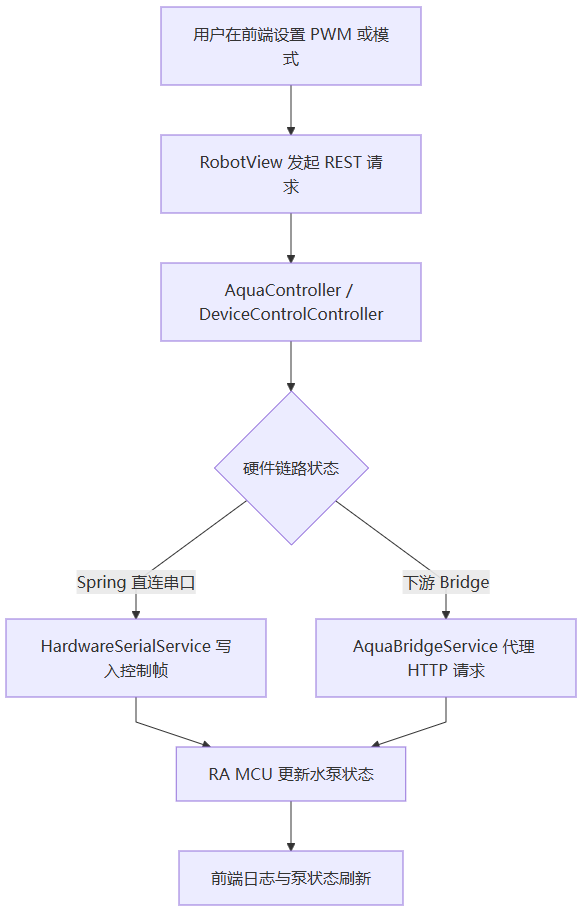 用户在前端设置 PWM 或模
式
RobotView 发起 REST 请
求
AquaController /
DeviceControlController
硬件链路状态
Spring 直连串口
下游 Bridge
HardwareSerialService 写
入控制帧
AquaBridgeService 代理
HTTP 请求
RA MCU 更新水泵状态
前端日志与泵状态刷新